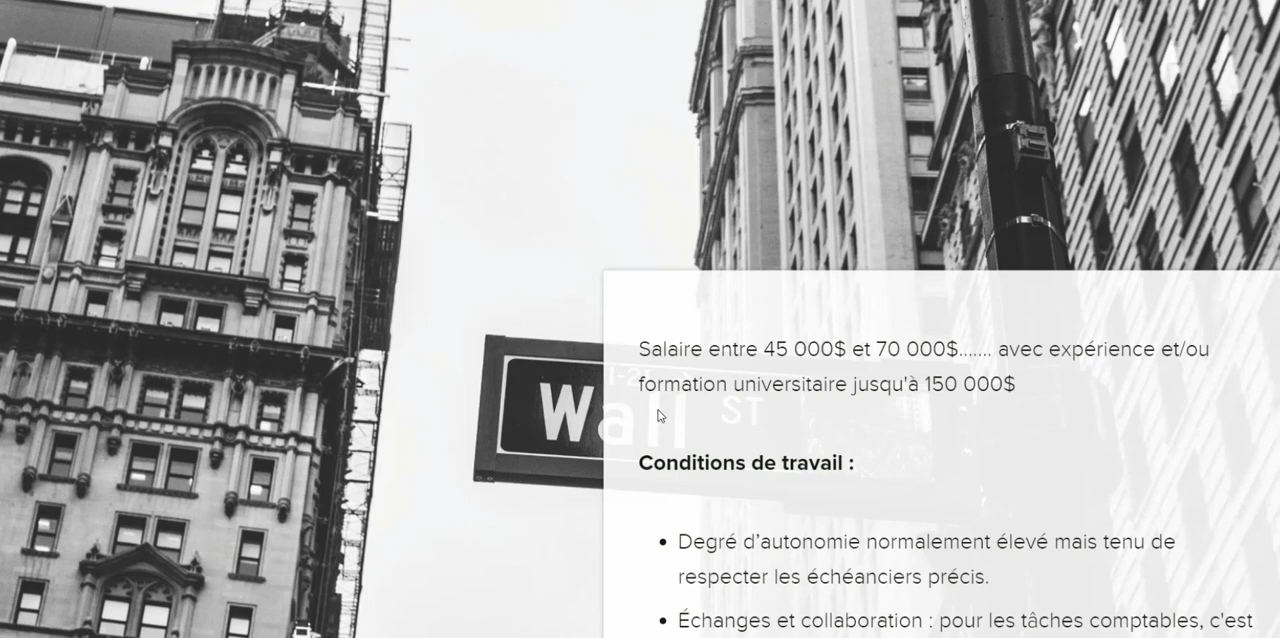 Wall ST
Salaire entre 45 000$ et 70 000$....... avec expérience et/ou
formation universitaire jusqu'à 150 000$
Conditions de travail :
• Degré d'autonomie normalement élevé mais tenu de
respecter les échéanciers précis.
• Échanges et collaboration : pour les tâches comptables, c'est